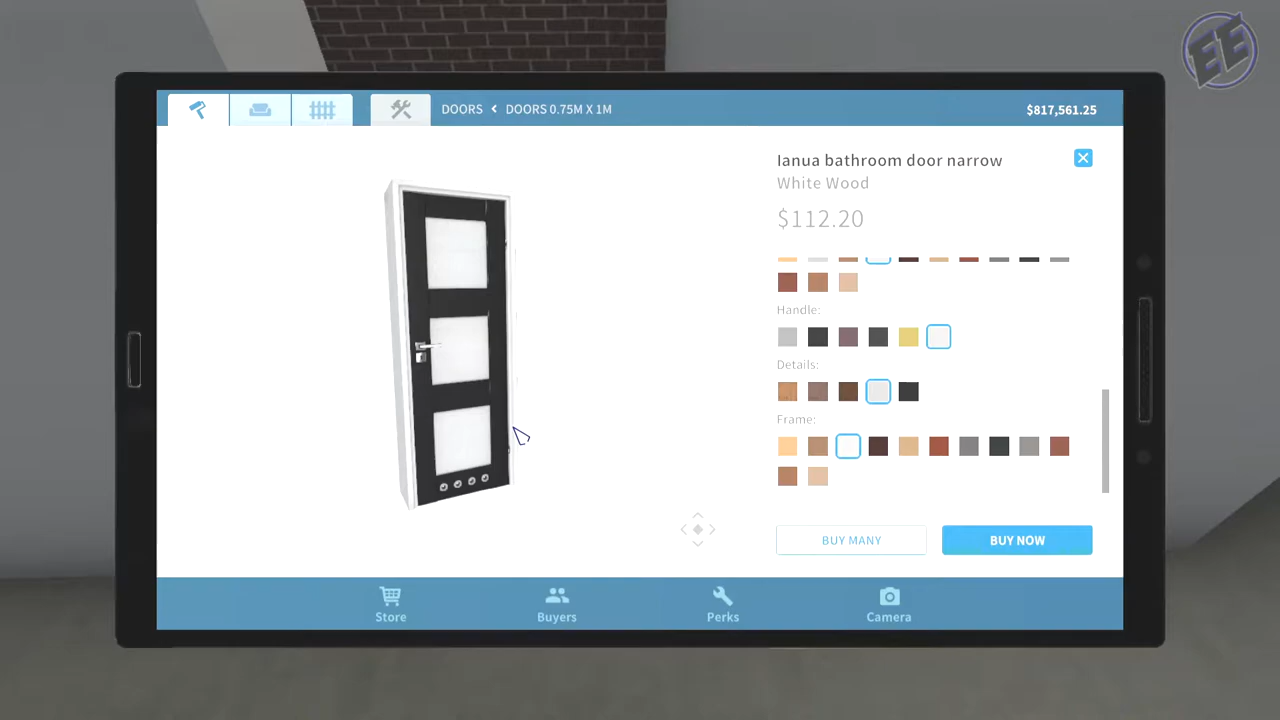 EE
DOORS < DOORS 0.75M X 1M
$817,561.25
Ianua bathroom door narrow
White Wood
$112.20
Handle:
Details:
Frame:
BUY MANY
BUY NOW
Store
Buyers
Perks
Camera